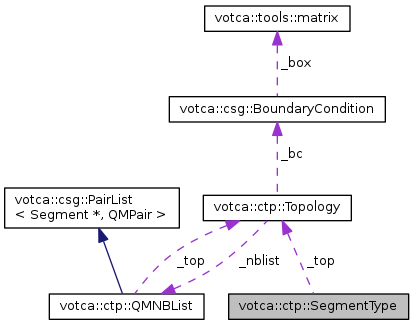 votca::tools::matrix
_box
votca::csg::BoundaryCondition
_bc
votca::csg::PairList
< Segment *, QMPair >
votca::ctp::Topology
_top
_nblist
_top
votca::ctp::QMNBList
votca::ctp::SegmentType